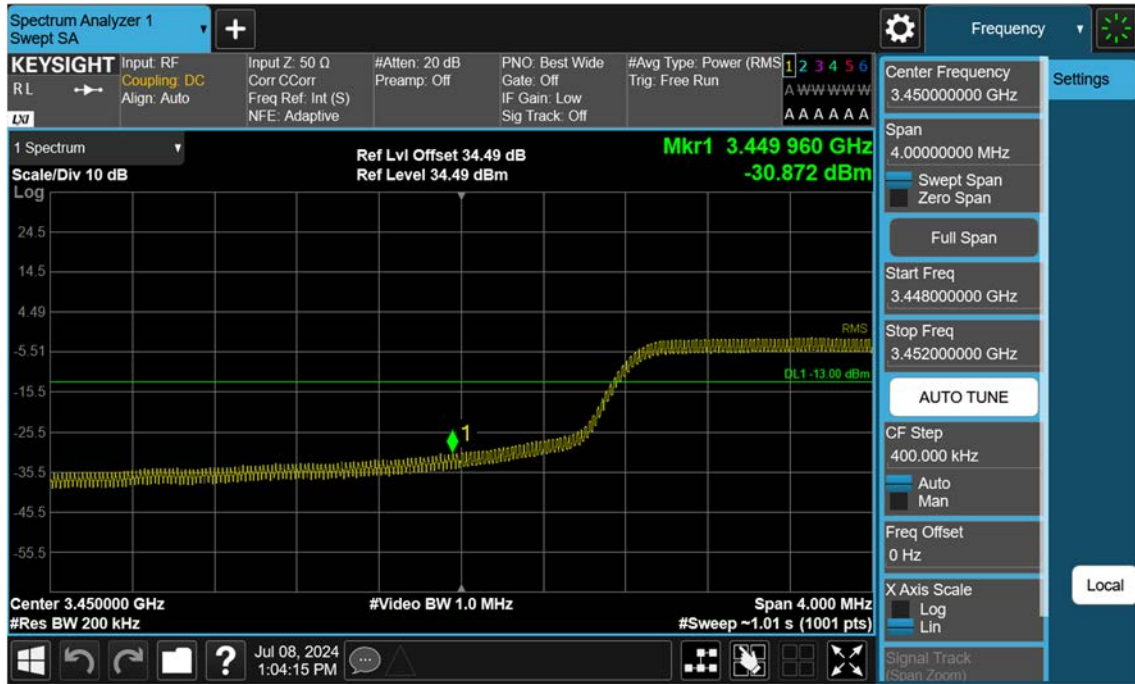 Spectrum Analyzer 1
Swept SA
+
Frequency
KEYSIGHT
RL
LXI
Input: RF
Coupling: DC
Align: Auto
Input Z: 50 Ω
Corr CCorr
Freq Ref: Int (S)
NFE: Adaptive
#Atten: 20 dB
Preamp: Off
PNO: Best Wide
Gate: Off
IF Gain: Low
Sig Track: Off
#Avg Type: Power (RMS
Trig: Free Run
1 2 3 4 5 6
A W W W W W
A A A A A A
1 Spectrum
Scale/Div 10 dB
Log
Ref Lvl Offset 34.49 dB
Ref Level 34.49 dBm
Mkr1 3.449 960 GHz
-30.872 dBm
24.5
14.5
4.49
-5.51
-15.5
-25.5
-35.5
-45.5
-55.5
RMS
DL1 -13.00 dBm
1
Center 3.450000 GHz
#Res BW 200 kHz
#Video BW 1.0 MHz
Span 4.000 MHz
#Sweep ~1.01 s (1001 pts)
Center Frequency
3.450000000 GHz
Span
4.00000000 MHz
Swept Span
Zero Span
Full Span
Start Freq
3.448000000 GHz
Stop Freq
3.452000000 GHz
AUTO TUNE
CF Step
400.000 kHz
Auto
Man
Freq Offset
0 Hz
X Axis Scale
Log
Lin
Signal Track
(Span Zoom)
Settings
Local
?
Jul 08, 2024
1:04:15 PM